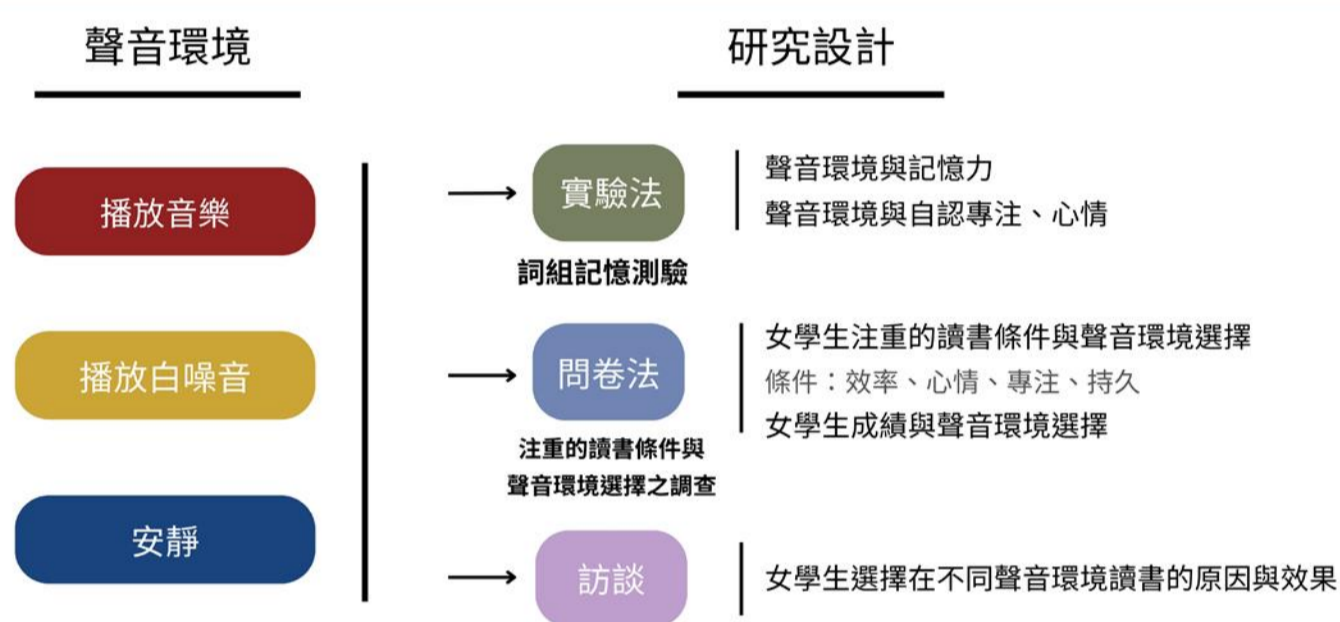 聲音環境
研究設計
播放音樂
播放白噪音
安靜
實驗法
詞組記憶測驗
聲音環境與記憶力
聲音環境與自認專注、心情
問卷法
注重的讀書條件與
聲音環境選擇之調查
女學生注重的讀書條件與聲音環境選擇
條件：效率、心情、專注、持久
女學生成績與聲音環境選擇
訪談
女學生選擇在不同聲音環境讀書的原因與效果